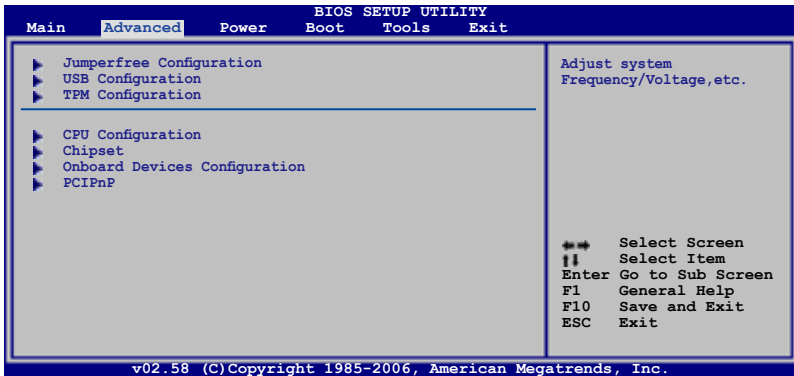 BIOS SETUP UTILITY
Main Advanced Power Boot Tools Exit
Jumperfree Configuration
USB Configuration
TPM Configuration
CPU Configuration
Chipset
Onboard Devices Configuration
PCIPnP
Adjust system
Frequency/Voltage,etc.
Select Screen
Select Item
Enter Go to Sub Screen
F1 General Help
F10 Save and Exit
ESC Exit
v02.58 (C)Copyright 1985-2006, American Megatrends, Inc.